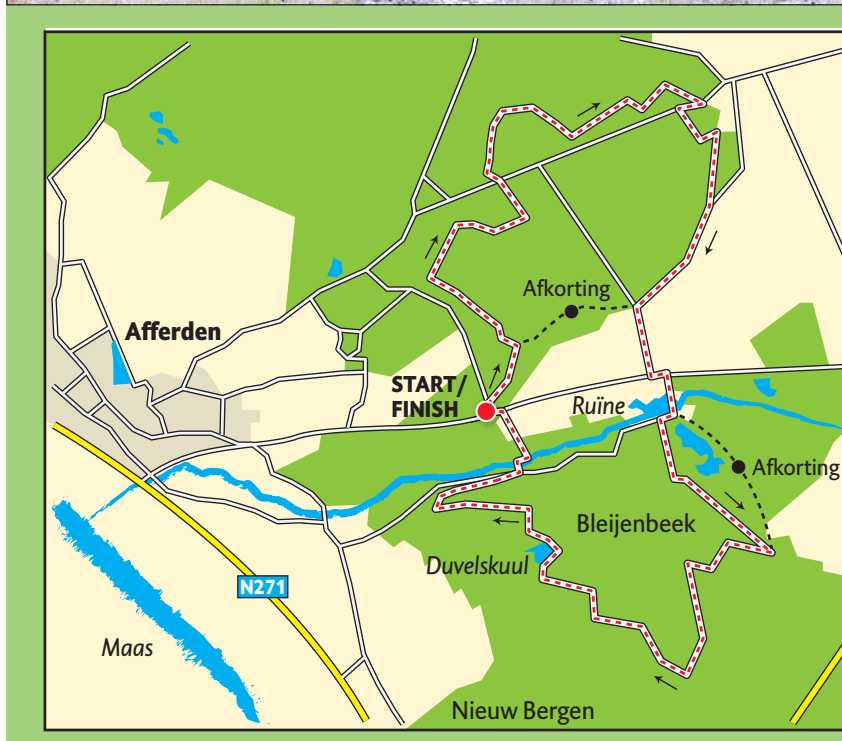 Afkorting
Afferden
START/
FINISH
Ruïne
Afkorting
Bleijenbeek
Duvelskuul
N271
Maas
Nieuw Bergen